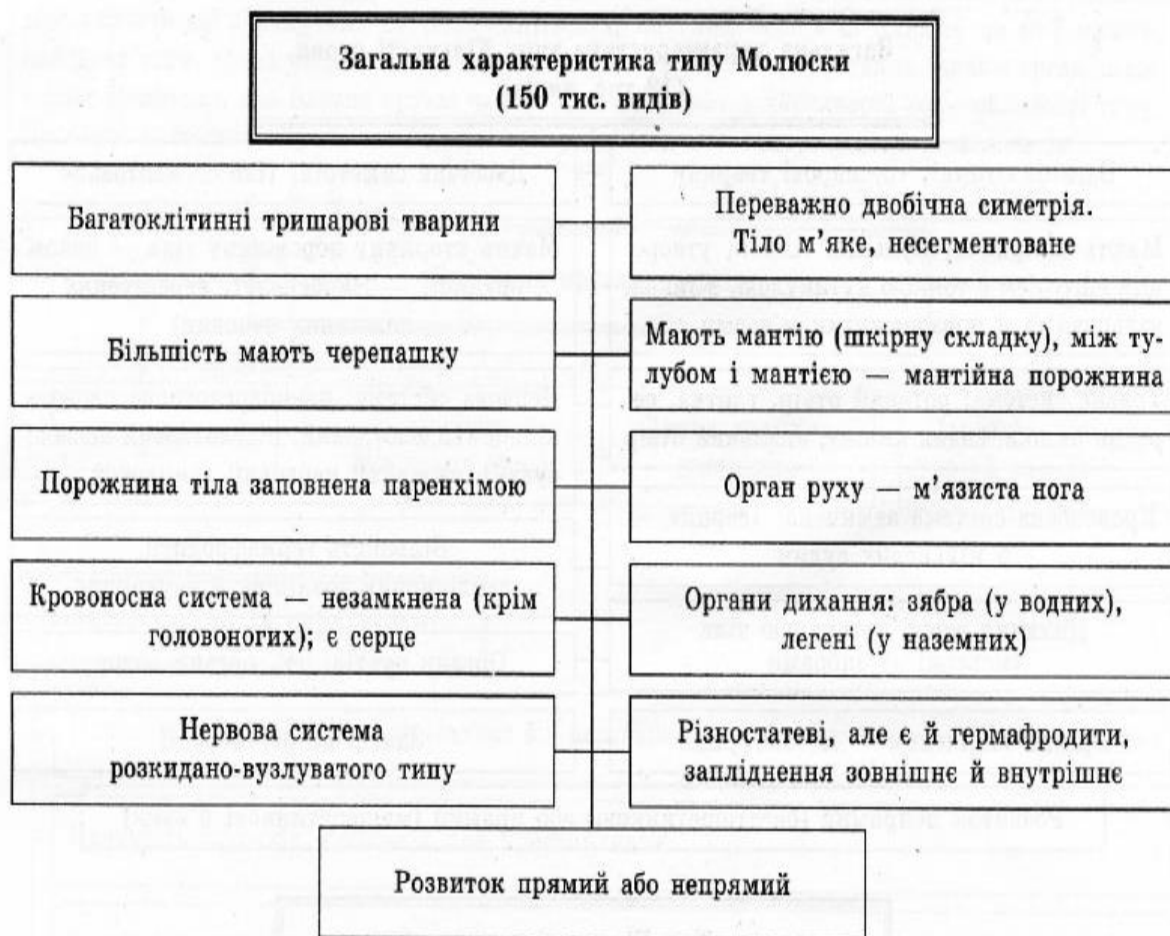 Загальна характеристика типу Молюски
(150 тис. видів)
Багатоклітинні тришарові тварини
Переважно двобічна симетрія.
Тіло м’яке, несегментоване
Більшість мають черепашку
Мають мантію (шкірну складку), між ту-
лубом і мантією — мантійна порожнина
Порожнина тіла заповнена паренхімою
Орган руху — м’язиста нога
Кровоносна система — незамкнена (крім
головоногих); є серце
Органи дихання: зябра (у водних),
легені (у наземних)
Нервова система
розкидано-вузлуватого типу
Різностатеві, але є й гермафродити,
запліднення зовнішнє й внутрішнє
Розвиток прямий або непрямий